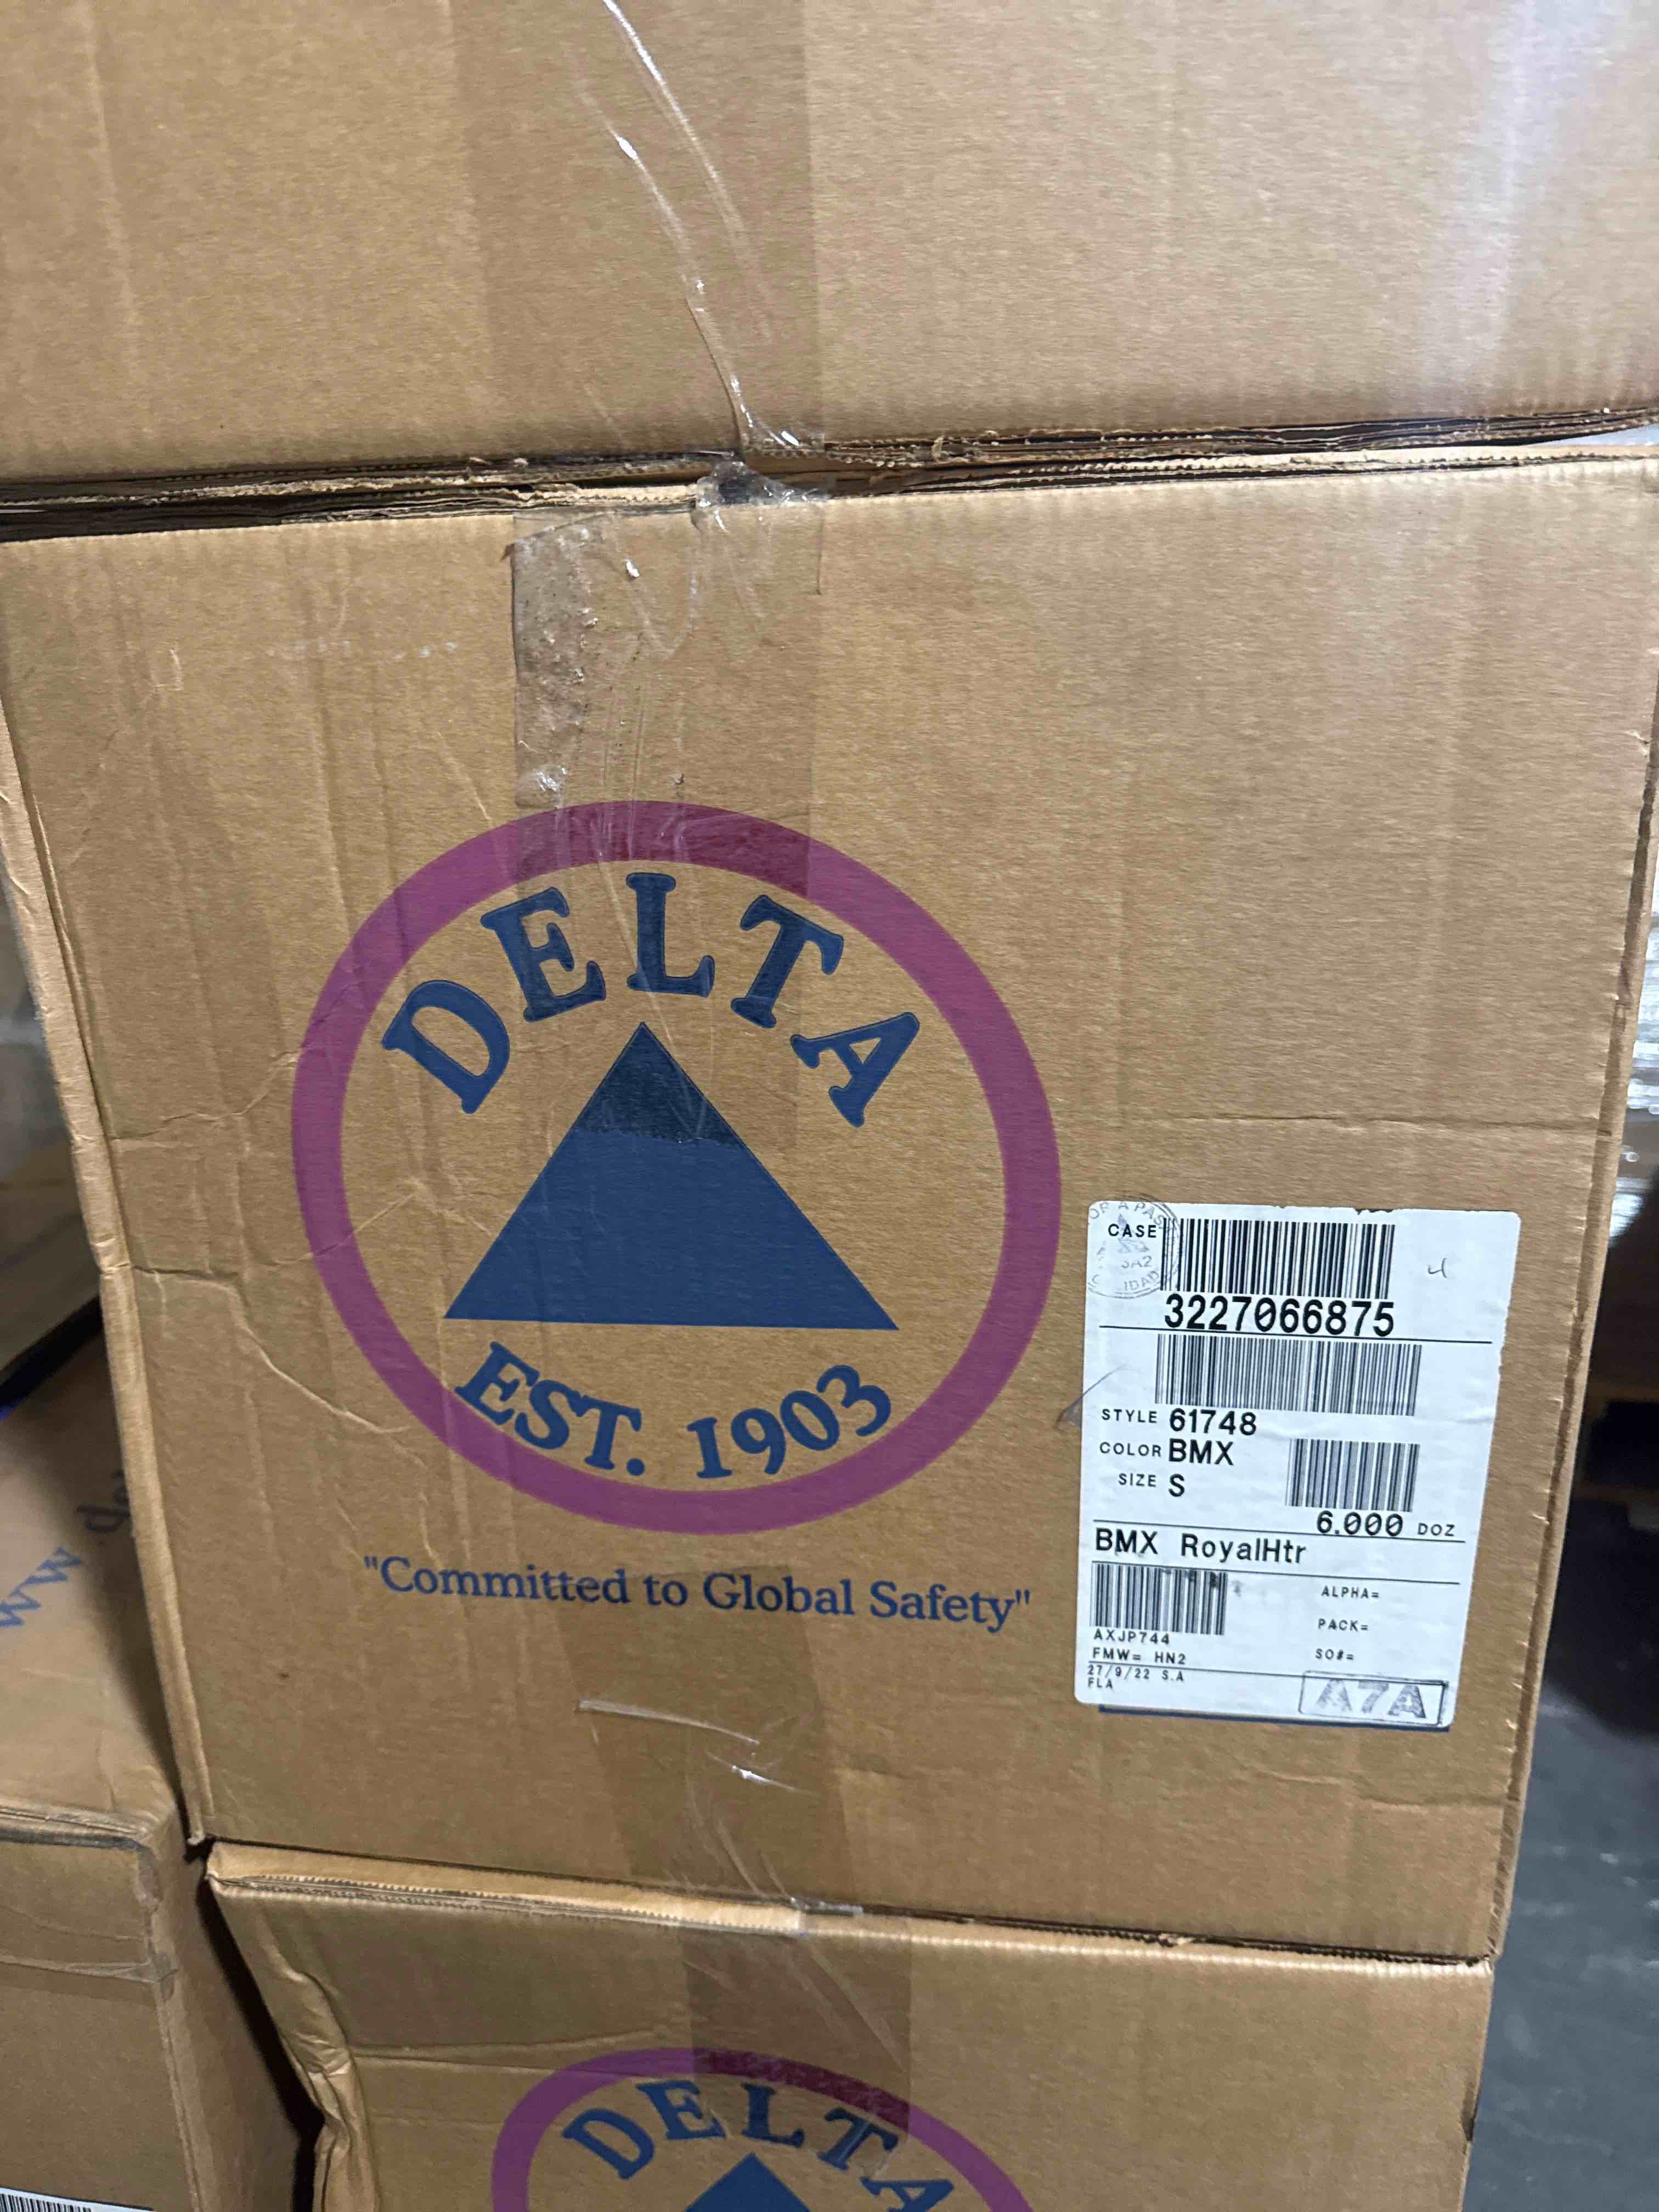 DELTA
EST. 1903
"Committed to Global Safety"
CASE
3227066875
STYLE 61748
COLOR BMX
SIZE S
6.000 DOZ
BMX RoyalHtr
ALPHA=
AXJP744
PACK=
FMW= HN2
SO#=
27/9/22 S.A
FLA
A7A
DELTA